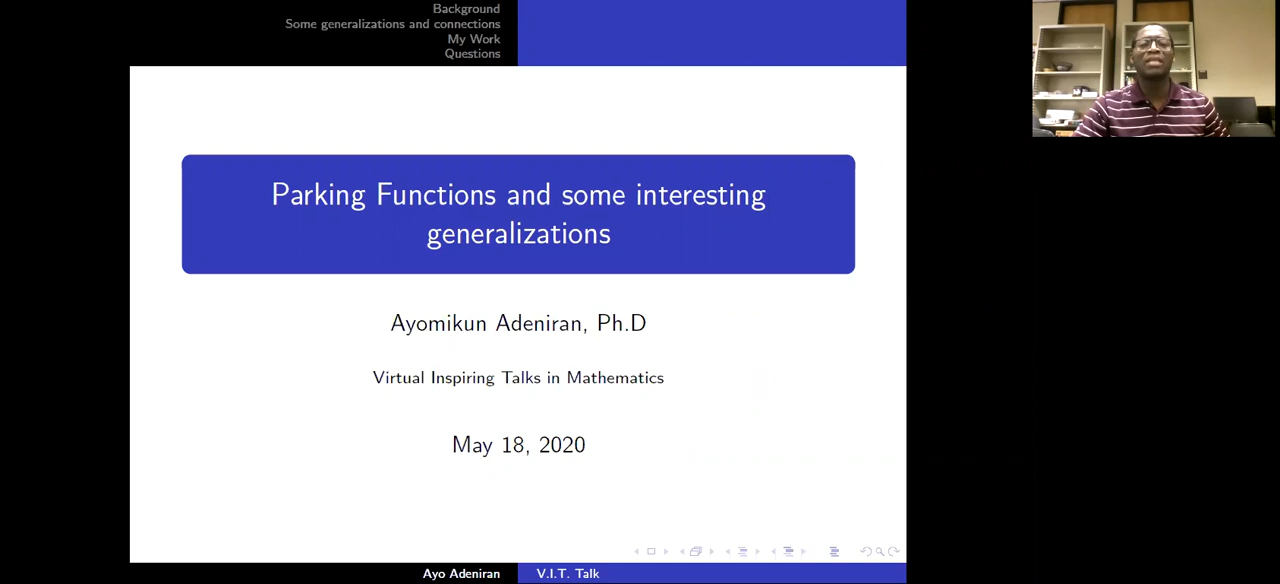 Background
Some generalizations and connections
My Work
Questions
Parking Functions and some interesting
generalizations
Ayomikun Adeniran, Ph.D
Virtual Inspiring Talks in Mathematics
May 18, 2020
Ayo Adeniran
V.I.T. Talk